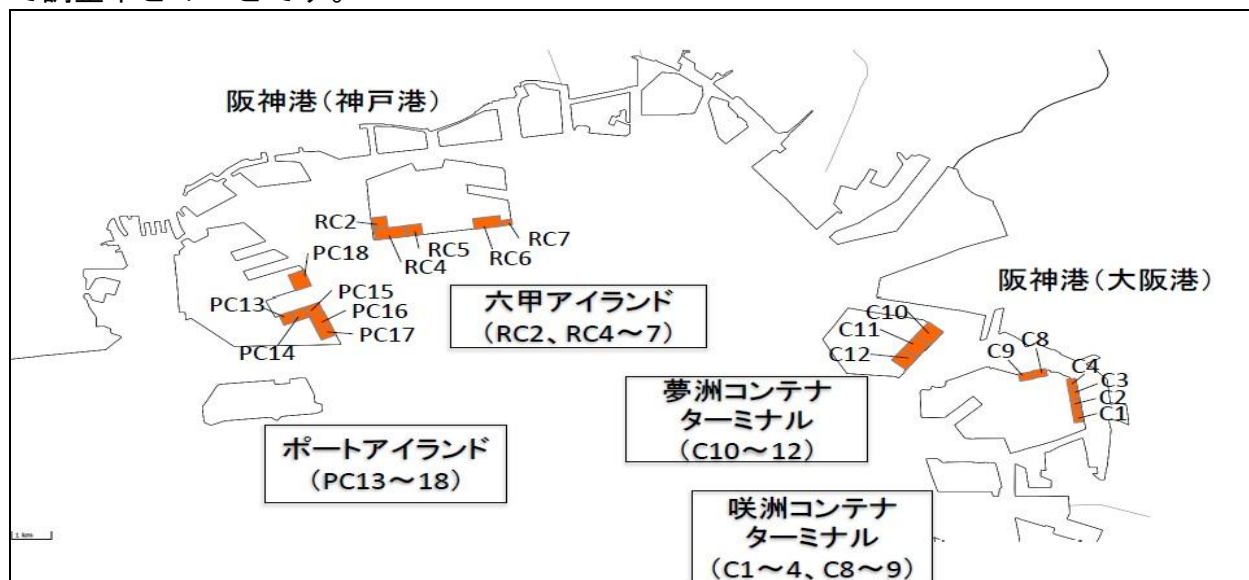 阪神港(神戸港)
RC2
RC4
RC5
RC6
RC7
PC18
PC13
PC15
PC16
PC14
PC17
六甲アイランド
(RC2、RC4～7)
ポートアイランド
(PC13～18)
阪神港(大阪港)
C10
C11
C12
C9
C8
C4
C3
C2
C1
夢洲コンテナ
ターミナル
(C10～12)
咲洲コンテナ
ターミナル
(C1～4、C8～9)
1 km